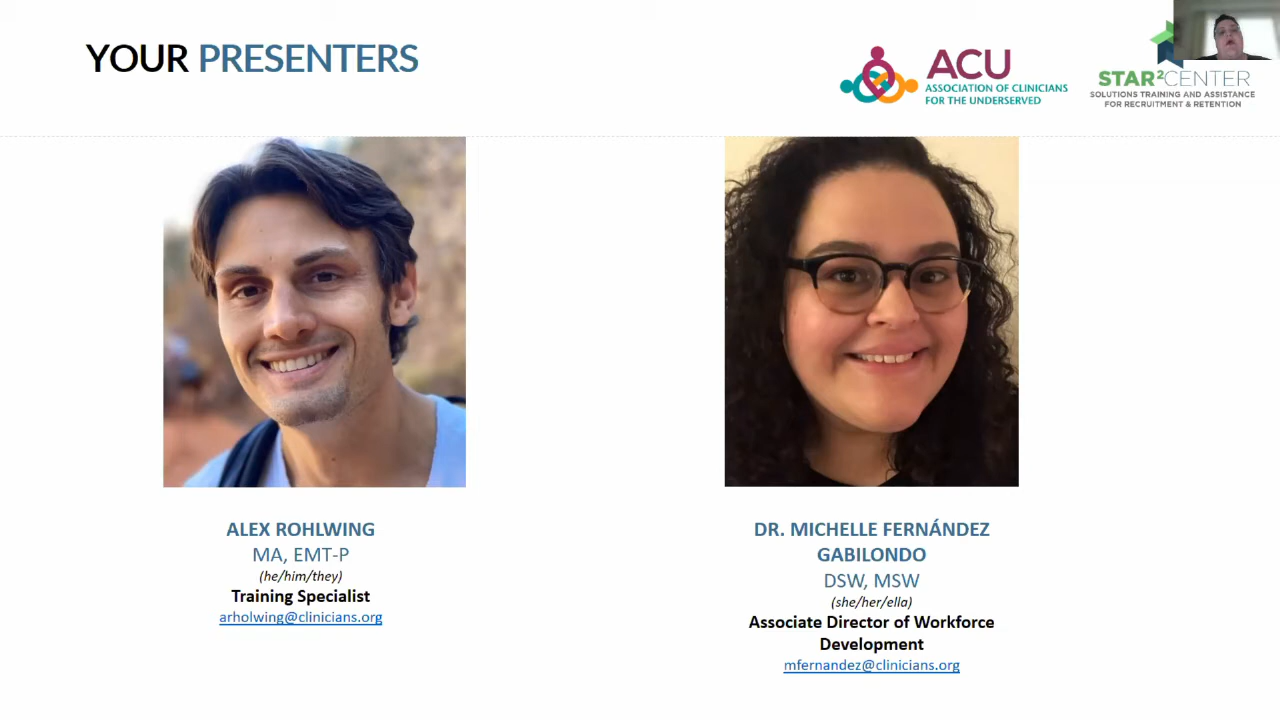 YOUR PRESENTERS
ACU
ASSOCIATION OF CLINICIANS
FOR THE UNDERSERVED
STAR²CENTER
SOLUTIONS TRAINING AND ASSISTANCE
FOR RECRUITMENT & RETENTION
ALEX ROHLWING
MA, EMT-P
(he/him/they)
Training Specialist
arholwing@clinicians.org
DR. MICHELLE FERNÁNDEZ
GABILONDO
DSW, MSW
(she/her/ella)
Associate Director of Workforce
Development
mfernandez@clinicians.org